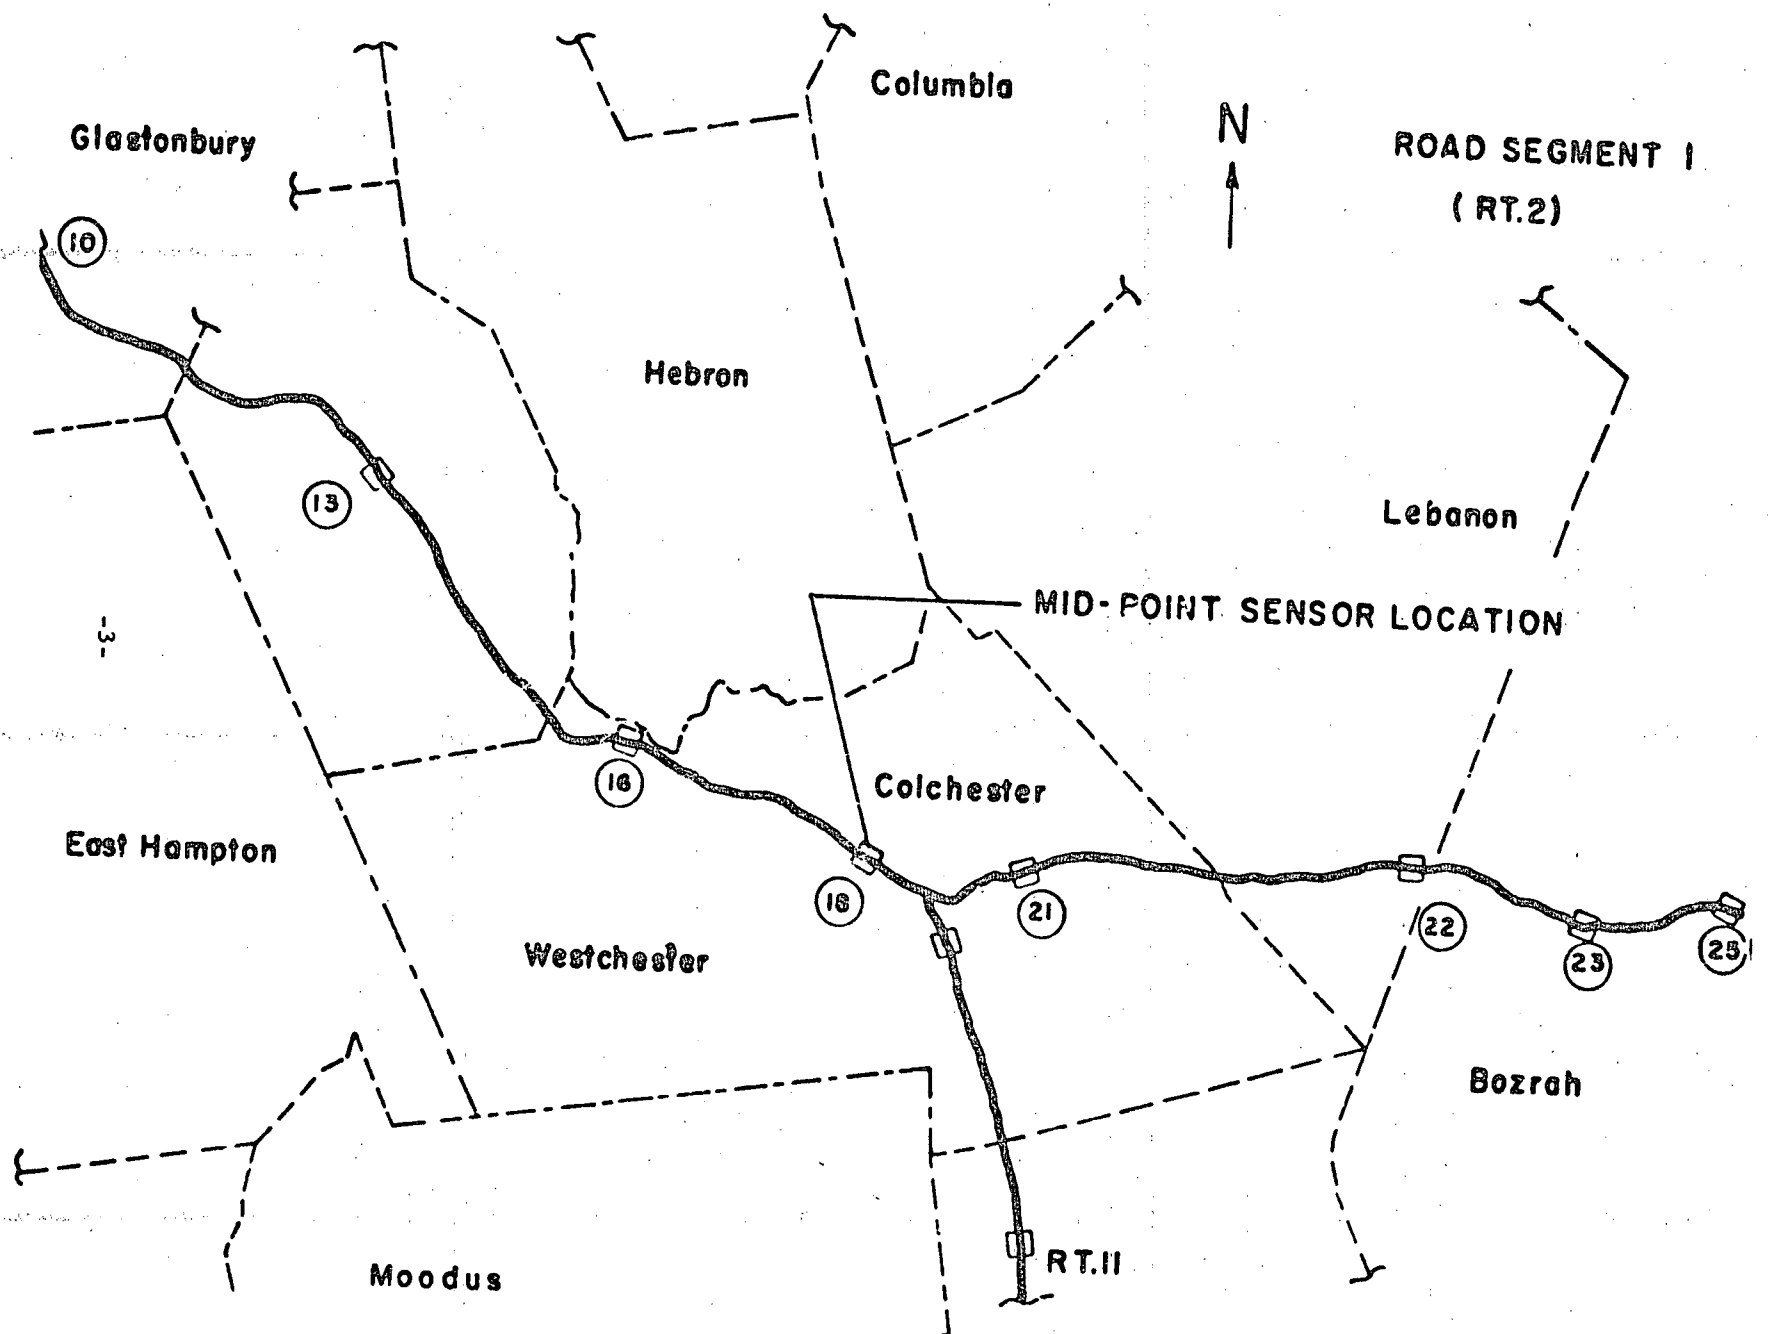 Columbia
Glastonbury
N
ROAD SEGMENT 1
(RT.2)
10
Hebron
13
Lebanon
MID-POINT SENSOR LOCATION
-3-
16
Colchester
East Hampton
18
21
22
Westchester
23
25
Bozrah
RT.11
Moodus